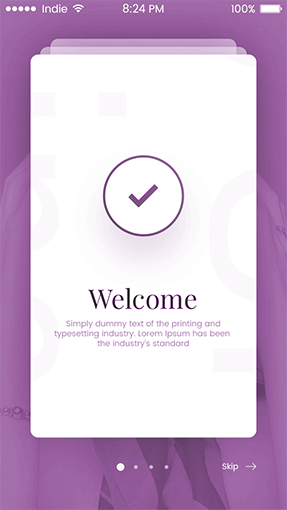 Indie 8:24 PM 100%
Welcome
Simply dummy text of the printing and
typesetting industry. Lorem Ipsum has been
the industry's standard
Skip